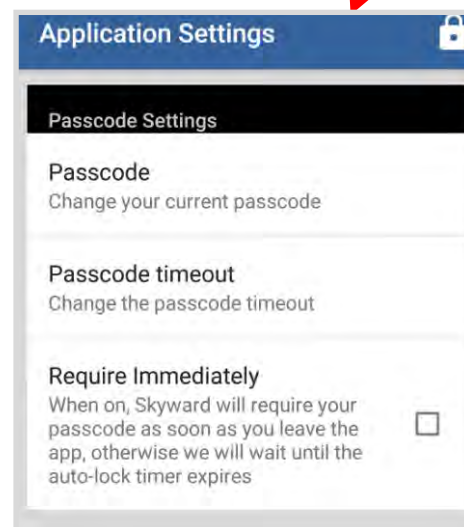 Application Settings
Passcode Settings
Passcode
Change your current passcode
Passcode timeout
Change the passcode timeout
Require Immediately
When on, Skyward will require your
passcode as soon as you leave the
app, otherwise we will wait until the
auto-lock timer expires